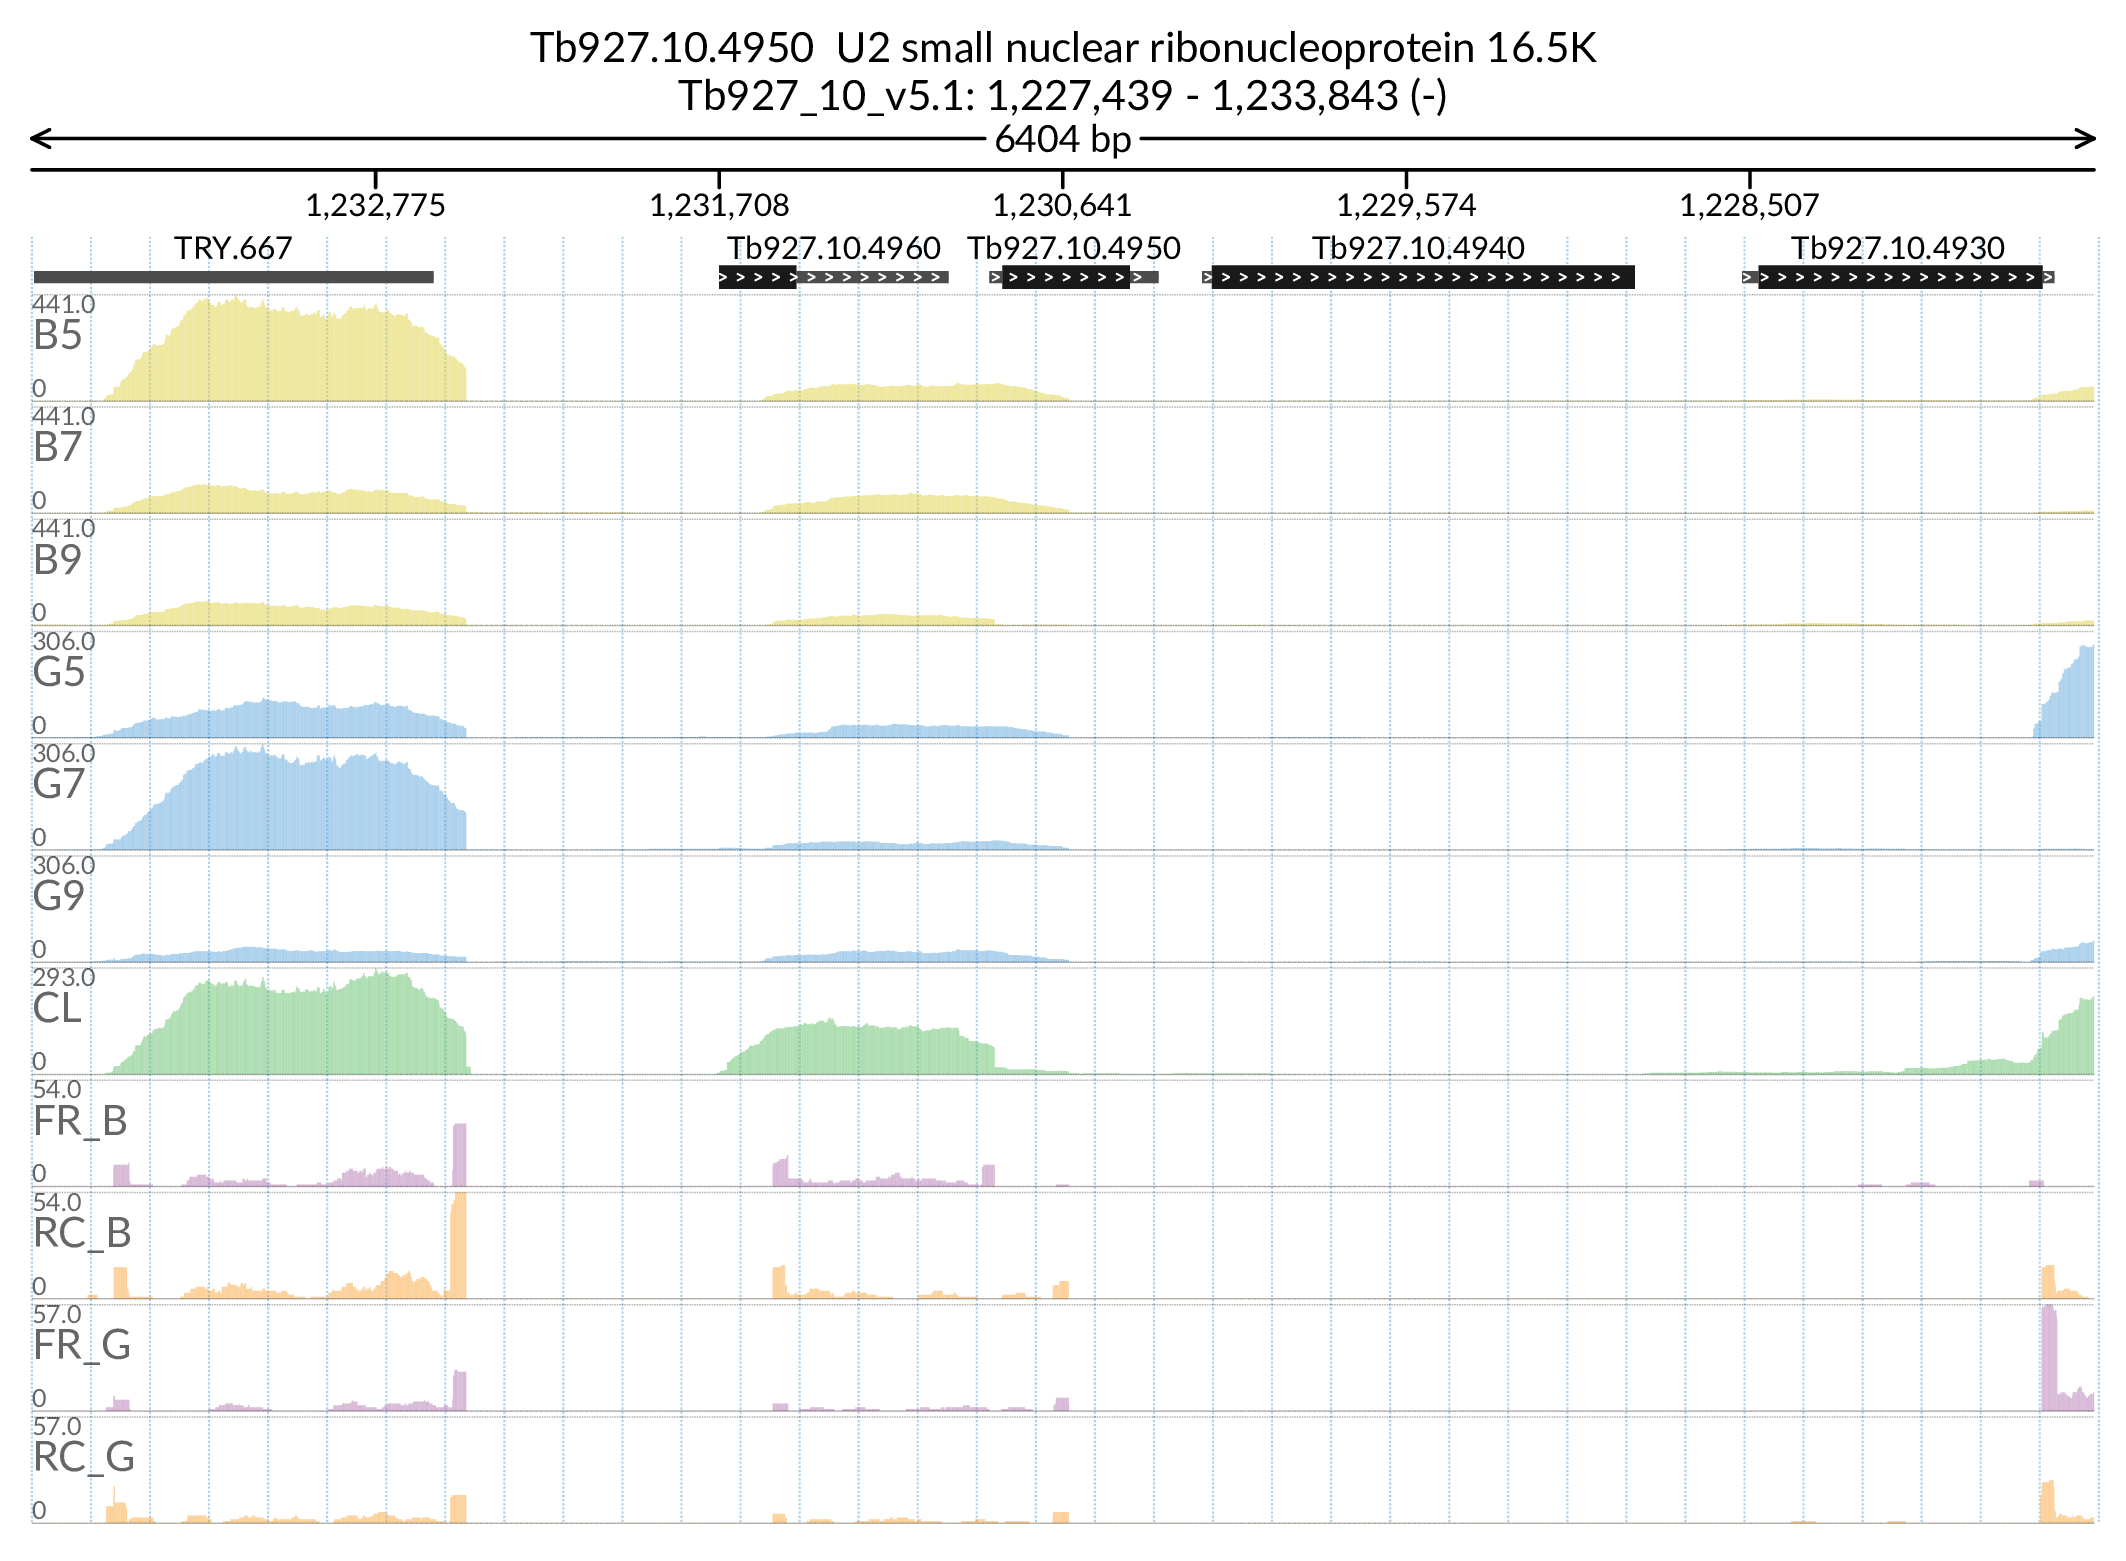 Tb927.10.4950  U2 small nuclear ribonucleoprotein 16.5K
Tb927_10_v5.1: 1,227,439 - 1,233,843 (-)
6404 bp
1,232,775 1,231,708 1,230,641 1,229,574 1,228,507
TRY.667 Tb927.10.4960 Tb927.10.4950 Tb927.10.4940 Tb927.10.4930
441.0
B5
0
441.0
B7
0
441.0
B9
0
306.0
G5
0
306.0
G7
0
306.0
G9
0
293.0
CL
0
54.0
FR_B
0
54.0
RC_B
0
57.0
FR_G
0
57.0
RC_G
0